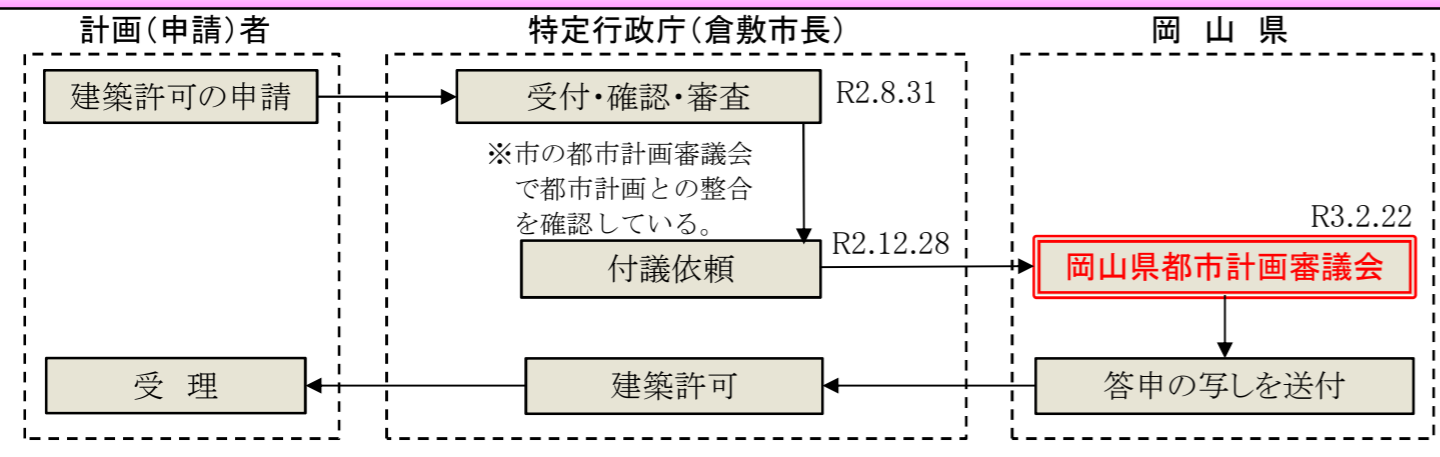 計画(申請)者
特定行政庁(倉敷市長)
岡 山 県
建築許可の申請
受付・確認・審査
R2.8.31
※市の都市計画審議会
で都市計画との整合
を確認している。
R3.2.22
付議依頼
R2.12.28
岡山県都市計画審議会
受 理
建築許可
答申の写しを送付